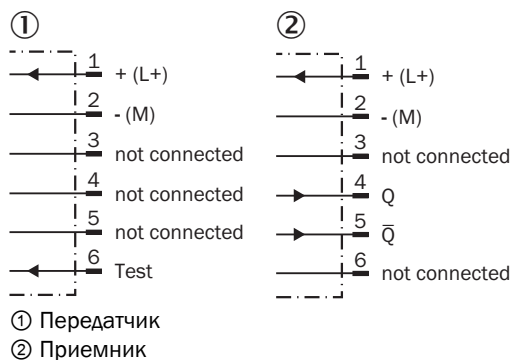 ①
1 + (L+)
2 - (M)
3 not connected
4 not connected
5 not connected
6 Test
②
1 + (L+)
2 - (M)
3 not connected
4 Q
5 Q̅
6 not connected
① Передатчик
② Приемник